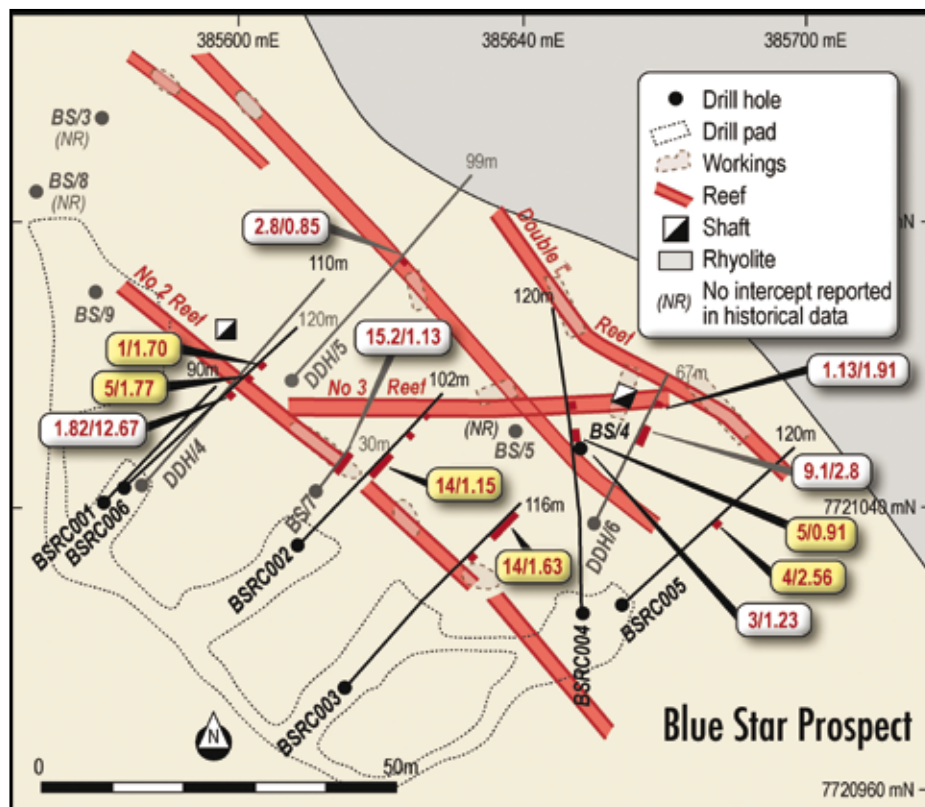 385600 mE
385640 mE
385700 mE
Drill hole
Drill pad
Workings
Reef
Shaft
Rhyolite
(NR) No intercept reported
in historical data
mN
BS/3
(NR)
BS/8
(NR)
99m
2.8/0.85
110m
Double
Reef
120m
No 2 Reef
BS/9
120m
15.2/1.13
DDH/5
1/1.70
5/1.77
90m
1.82/12.67
No 3 Reef
102m
67m
1.13/1.91
(NR)
BS/5
BS/4
120m
DDH/4
30m
BS/7
14/1.15
9.1/2.8
116m
7721040 mN
BSRC001
BSRC006
BSRC002
14/1.63
DDH/6
5/0.91
4/2.56
3/1.23
BSRC005
BSRC004
BSRC003
Blue Star Prospect
N
0
50m
7720960 mN